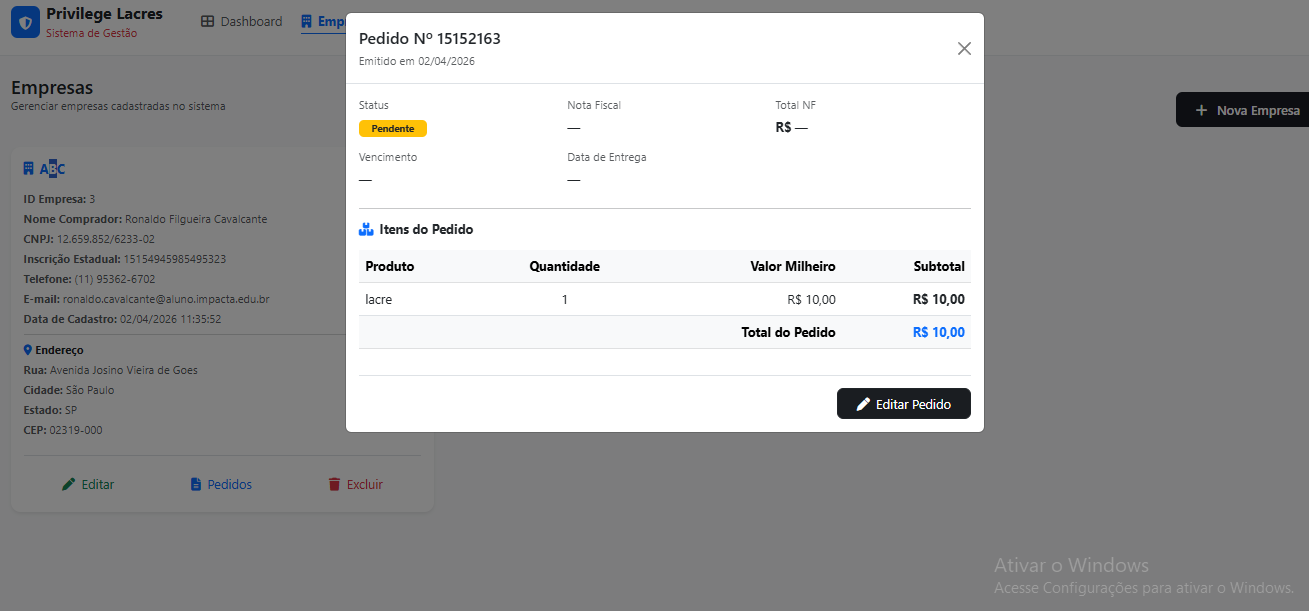 Privilege Lacres
Sistema de Gestão
Dashboard
Emp
Empresas
Gerenciar empresas cadastradas no sistema
Nova Empresa
ABC
ID Empresa: 3
Nome Comprador: Ronaldo Filgueira Cavalcante
CNPJ: 12.659.852/6233-02
Inscrição Estadual: 15154945985495323
Telefone: (11) 95362-6702
E-mail: ronaldo.cavalcante@aluno.impacta.edu.br
Data de Cadastro: 02/04/2026 11:35:52
Endereço
Rua: Avenida Josino Vieira de Goes
Cidade: São Paulo
Estado: SP
CEP: 02319-000
Editar Pedidos Excluir
Pedido Nº 15152163
Emitido em 02/04/2026
Status Nota Fiscal Total NF
Pendente — R$ —
Vencimento Data de Entrega
— —
Itens do Pedido
Produto Quantidade Valor Milheiro Subtotal
lacre 1 R$ 10,00 R$ 10,00
Total do Pedido R$ 10,00
Editar Pedido
Ativar o Windows
Acesse Configurações para ativar o Windows.